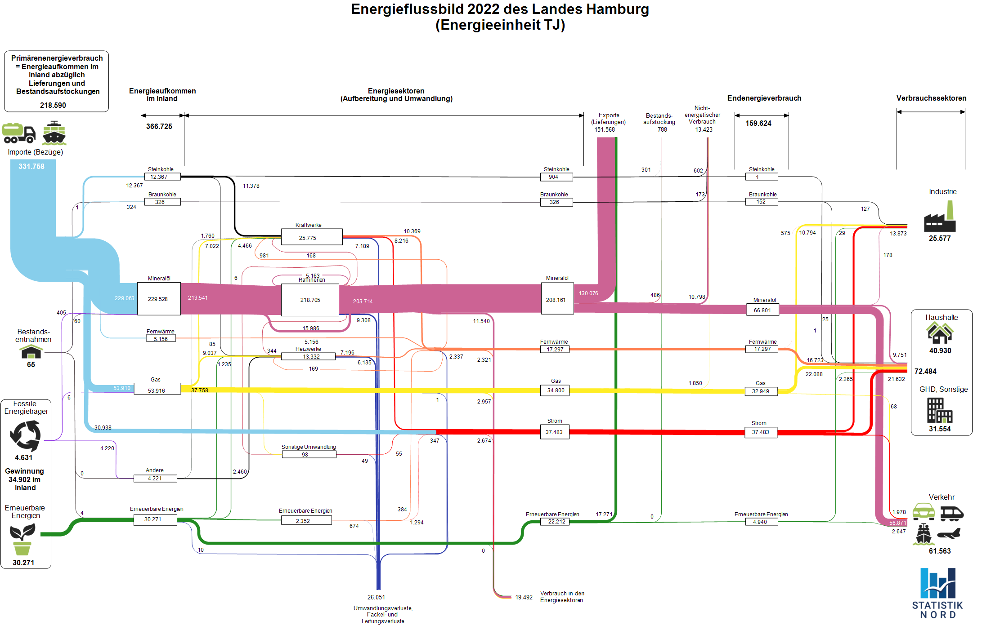 Energieflussbild 2022 des Landes Hamburg
(Energieeinheit TJ)
Primärenenergieverbrauch
= Energieaufkommen im
Inland abzüglich
Lieferungen und
Bestandsaufstockungen
218.590
Energieaufkommen
im Inland
366.725
Energiesektoren
(Aufbereitung und Umwandlung)
Exporte
(Lieferungen)
151.568
Bestands-
aufstockung
788
Nicht-
energetischer
Verbrauch
13.423
Endenergieverbrauch
159.624
Verbrauchssektoren
Importe (Bezüge)
331.758
Steinkohle
12.367
12.367
11.378
Steinkohle
904
301
602
Steinkohle
1
Braunkohle
326
1
324
Braunkohle
326
173
Braunkohle
152
127
Industrie
25.577
Kraftwerke
25.775
1.760
7.022
4.466
10.369
8.216
7.189
981
168
575
10.794
29
13.873
178
6
5.163
Raffinerien
218.705
Mineralöl
229.528
229.063
213.541
203.714
Mineralöl
208.161
130.076
486
10.798
Mineralöl
66.801
405
60
9.308
15.986
11.540
25
1
Bestands-
entnahmen
65
Fernwärme
5.156
5.156
85
Heizwerke
13.332
9.037
1.235
344
7.196
6.135
169
2.337
2.321
Fernwärme
17.297
Fernwärme
17.297
16.723
9.751
Haushalte
40.930
72.484
GHD, Sonstige
31.554
Gas
53.916
53.910
37.758
6
1
2.957
Gas
34.800
1.850
Gas
32.949
22.088
2.265
21.632
68
Fossile
Energieträger
4.631
Gewinnung
34.902 im
Inland
Erneuerbare
Energien
30.271
30.938
4.220
Strom
37.483
347
2.674
Strom
37.483
Sonstige Umwandlung
98
55
49
0
Andere
4.221
2.460
4
Erneuerbare Energien
30.271
Erneuerbare Energien
2.352
384
674
1.294
Erneuerbare Energien
22.212
17.271
0
Erneuerbare Energien
4.940
Verkehr
1.978
56.871
2.647
61.563
10
0
26.051
Umwandlungsverluste,
Fackel- und
Leitungsverluste
19.492
Verbrauch in den
Energiesektoren
STATISTIK
NORD